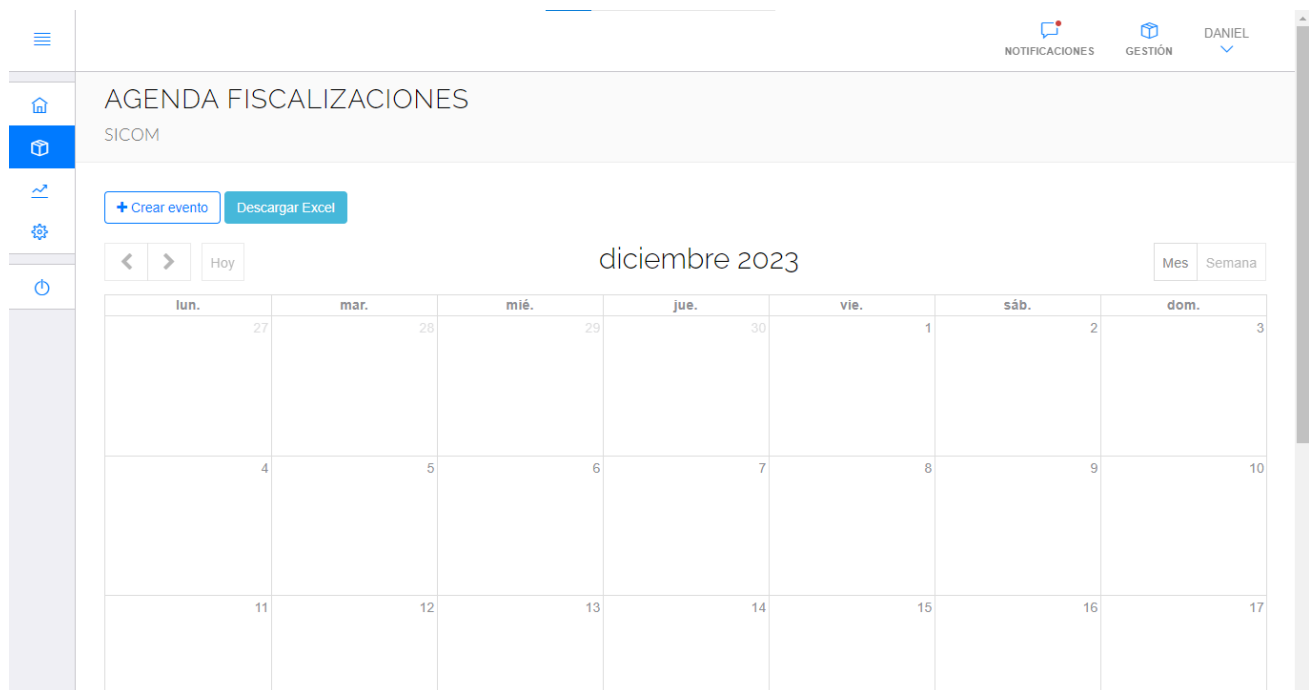 NOTIFICACIONES GESTIÓN DANIEL
AGENDA FISCALIZACIONES
SICOM
+ Crear evento Descargar Excel
Hoy diciembre 2023 Mes Semana
lun. mar. mié. jue. vie. sáb. dom.
27 28 29 30 1 2 3
4 5 6 7 8 9 10
11 12 13 14 15 16 17